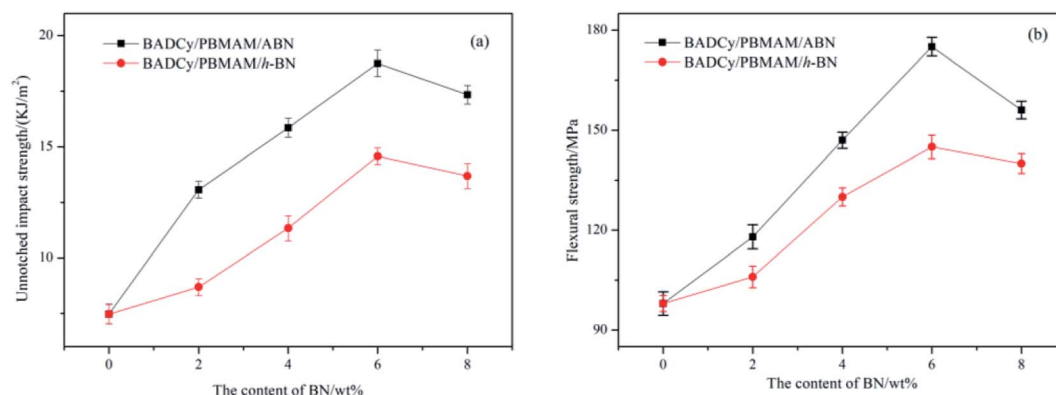 (a)
BADCy/PBMAM/ABN
BADCy/PBMAM/h-BN
Unnotched impact strength/(KJ/m²)
20
15
10
0
2
4
6
8
The content of BN/wt%
(b)
BADCy/PBMAM/ABN
BADCy/PBMAM/h-BN
Flexural strength/MPa
180
150
120
90
0
2
4
6
8
The content of BN/wt%